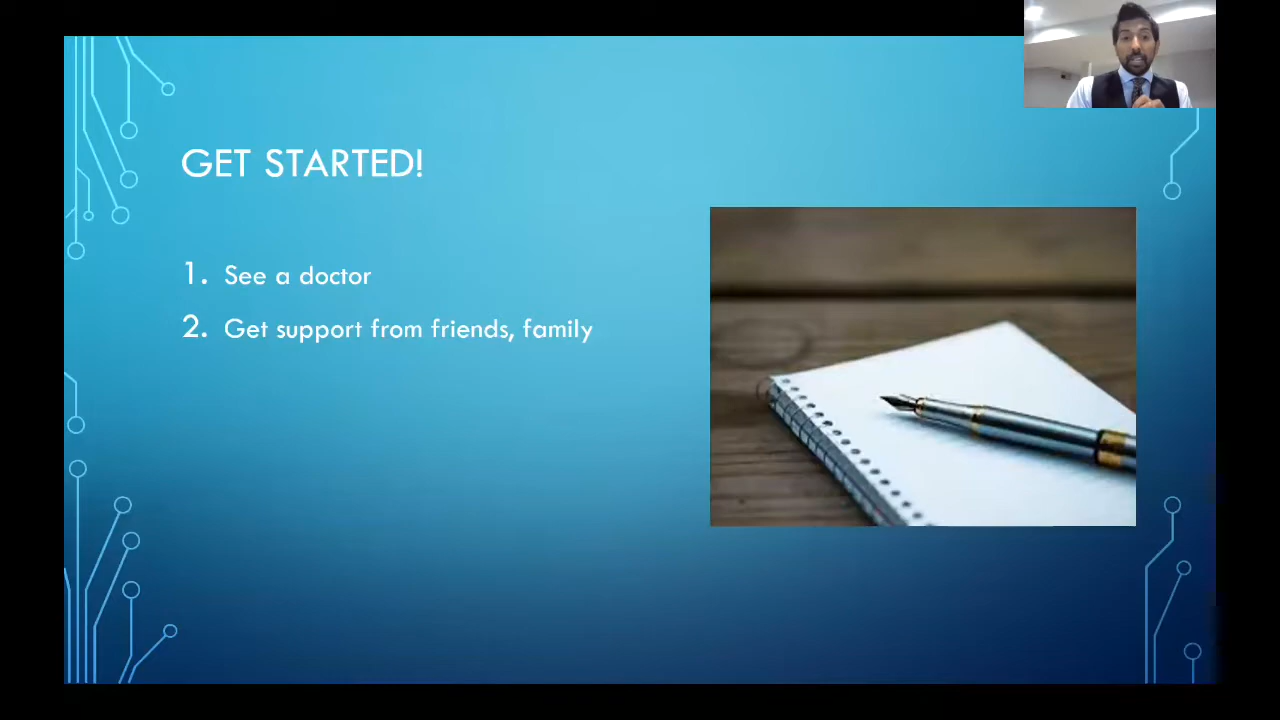 GET STARTED!
1. See a doctor
2. Get support from friends, family